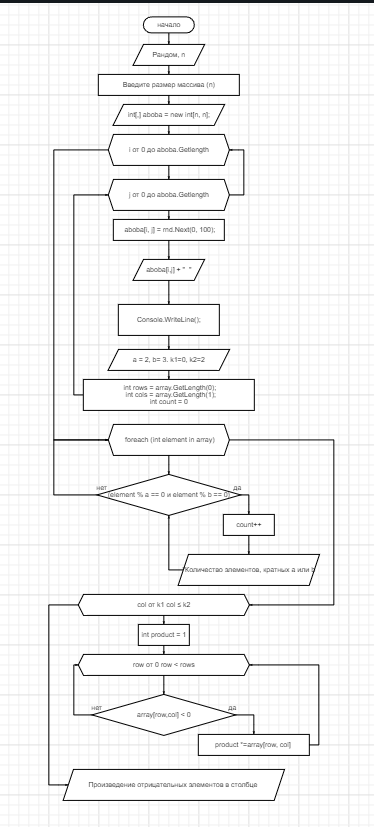 начало
Рандом, n
Введите размер массива (n)
int[,] aboba = new int[n, n];
i от 0 до aboba.Getlength
j от 0 до aboba.Getlength
aboba[i, j] = rnd.Next(0, 100);
aboba[i,j] + " "
Console.WriteLine();
a = 2, b= 3. k1=0, k2=2
int rows = array.GetLength(0);
int cols = array.GetLength(1);
int count = 0
foreach (int element in array)
нет
да
(element % a == 0 и element % b == 0)
count++
Количество элементов, кратных a или b
col от k1 col ≤ k2
int product = 1
row от 0 row < rows
нет
да
array[row,col] < 0
product *=array[row, col]
Произведение отрицательных элементов в столбце